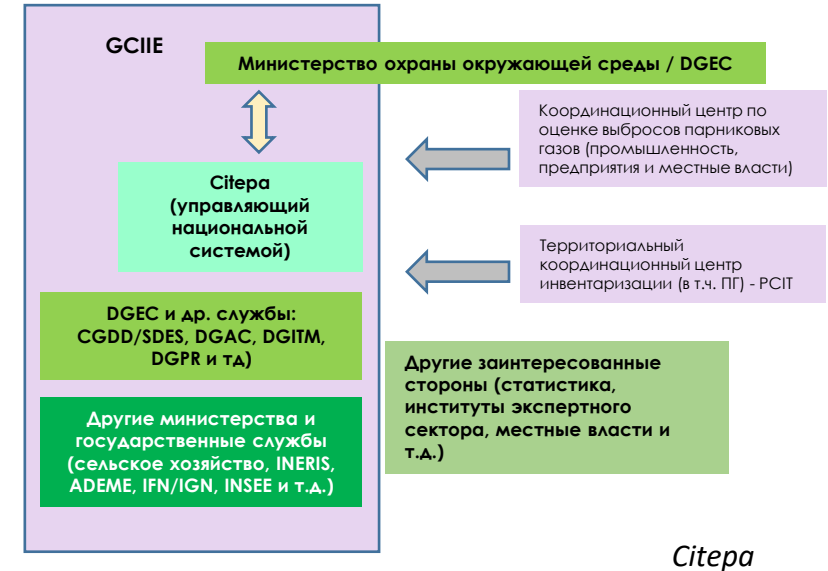 GCIIE
Министерство охраны окружающей среды / DGEC
Координационный центр по
оценке выбросов парниковых
газов (промышленность,
предприятия и местные власти)
Citepa
(управляющий
национальной
системой)
Территориальный
координационный центр
инвентаризации (в т.ч. ПГ) - PCIT
DGEC и др. службы:
CGDD/SDES, DGAC, DGITM,
DGPR и тд)
Другие заинтересованные
стороны (статистика,
институты экспертного
сектора, местные власти и
т.д.)
Другие министерства и
государственные службы
(сельское хозяйство, INERIS,
ADEME, IFN/IGN, INSEE и т.д.)
Citepa